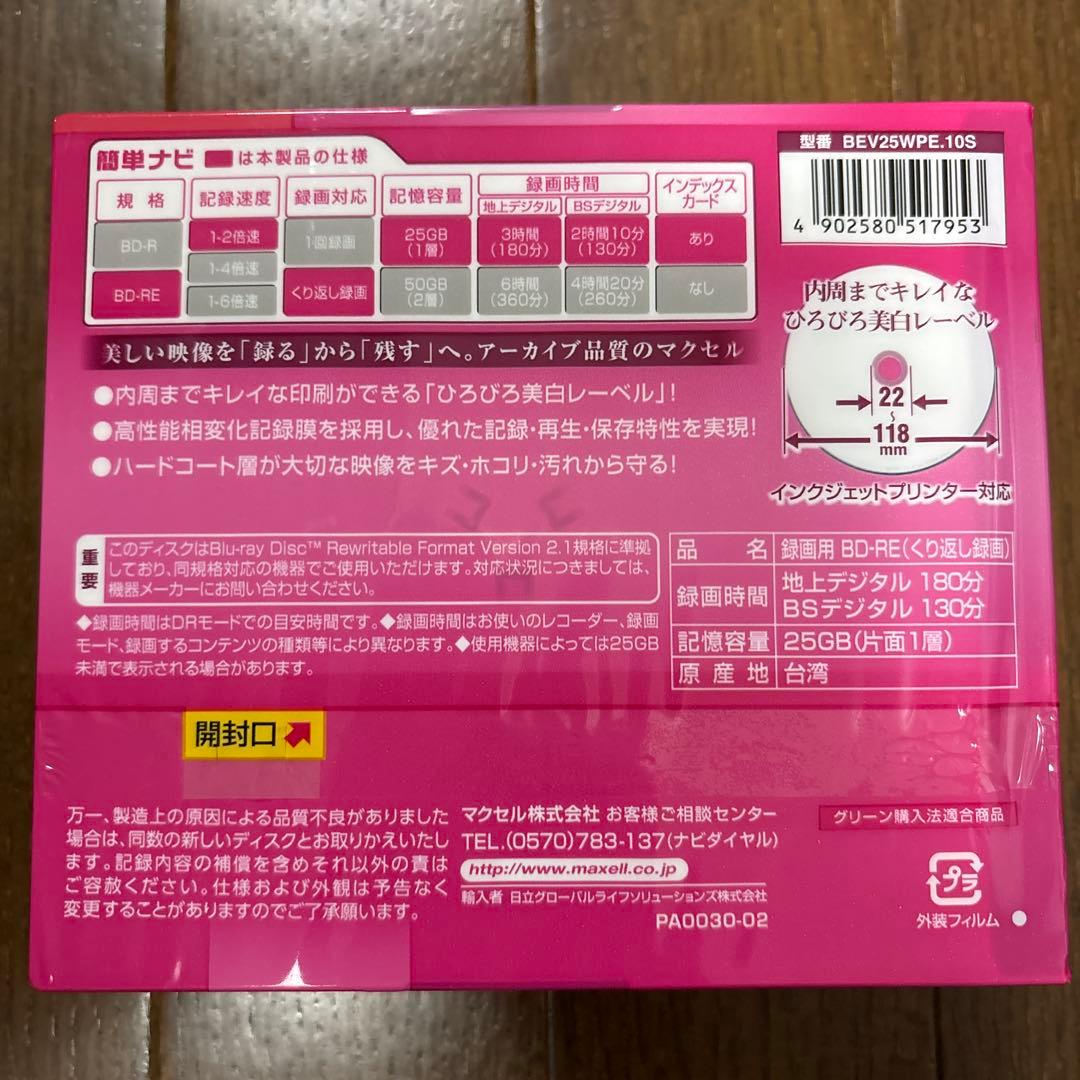 簡単ナビ は本製品の仕様
規格 記録速度 録画対応 記憶容量 録画時間 インデックスカード
地上デジタル BSデジタル
BD-R 1-2倍速 1回録画 25GB(1層) 3時間(180分) 2時間10分(130分) あり
1-4倍速
BD-RE 1-6倍速 くり返し録画 50GB(2層) 6時間(360分) 4時間20分(260分) なし
型番 BEV25WPE.10S
4 902580 517953
内周までキレイな
ひろびろ美白レーベル
22
~
118
mm
インクジェットプリンター対応
美しい映像を「録る」から「残す」へ。アーカイブ品質のマクセル
●内周までキレイな印刷ができる「ひろびろ美白レーベル」!
●高性能相変化記録膜を採用し、優れた記録・再生・保存特性を実現!
●ハードコート層が大切な映像をキズ・ホコリ・汚れから守る!
重要
このディスクはBlu-ray Disc™ Rewritable Format Version 2.1規格に準拠
しており、同規格対応の機器でご使用いただけます。対応状況につきましては、
機器メーカーにお問い合わせください。
◆録画時間はDRモードでの目安時間です。◆録画時間はお使いのレコーダー、録画
モード、録画するコンテンツの種類等により異なります。◆使用機器によっては25GB
未満で表示される場合があります。
品名 録画用 BD-RE(くり返し録画)
録画時間 地上デジタル 180分
BSデジタル 130分
記憶容量 25GB(片面1層)
原産地 台湾
開封口
万一、製造上の原因による品質不良がありました
場合は、同数の新しいディスクとお取りかえいたし
ます。記録内容の補償を含めそれ以外の責は
ご容赦ください。仕様および外観は予告なく
変更することがありますのでご了承願います。
マクセル株式会社 お客様ご相談センター
TEL.(0570)783-137(ナビダイヤル)
http://www.maxell.co.jp
輸入者 日立グローバルライフソリューションズ株式会社
PA0030-02
グリーン購入法適合商品
プラ
外装フィルム